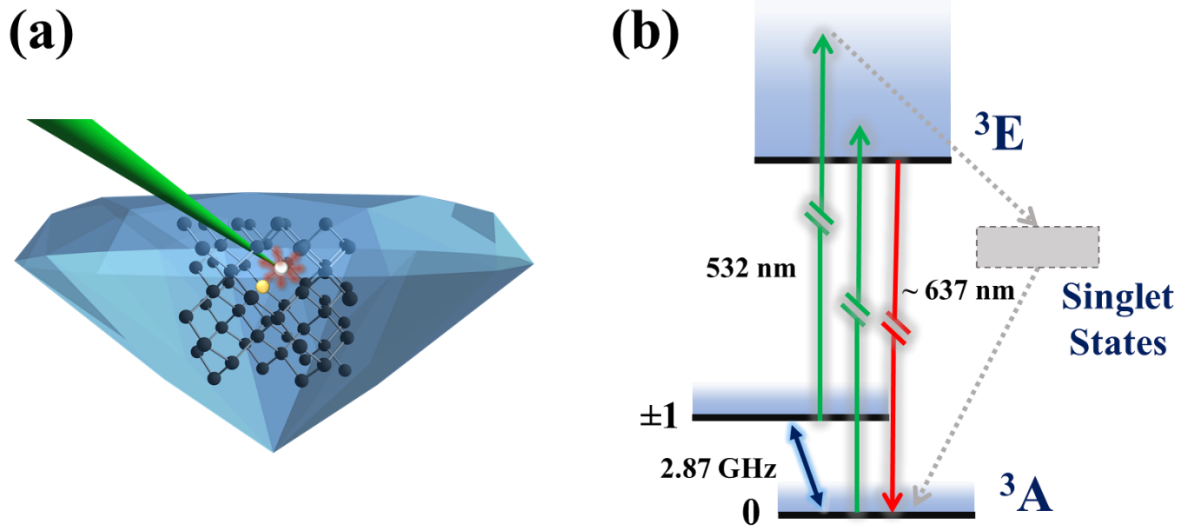 (a)
(b)
³E
532 nm
~ 637 nm
Singlet
States
±1
2.87 GHz
0
³A